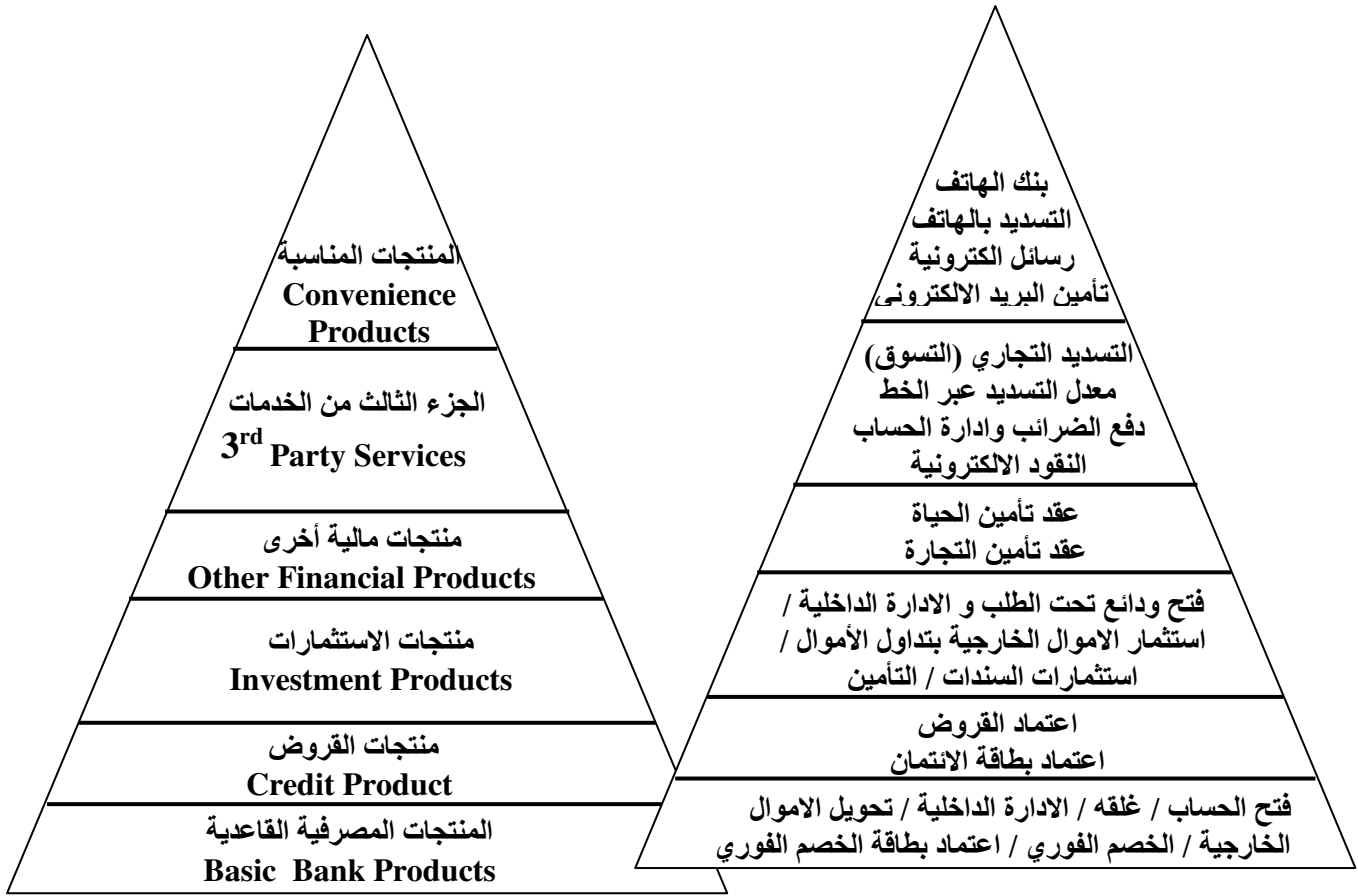 المنتجات المناسبة
Convenience
Products
الجزء الثالث من الخدمات
3rd Party Services
منتجات مالية أخرى
Other Financial Products
منتجات الاستثمارات
Investment Products
منتجات القروض
Credit Product
المنتجات المصرفية القاعدية
Basic Bank Products
بنك الهاتف
التسديد بالهاتف
رسائل الكترونية
تأمين البريد الالكتروني
التسديد التجاري (التسوق)
معدل التسديد عبر الخط
دفع الضرائب وادارة الحساب
النقود الالكترونية
عقد تأمين الحياة
عقد تأمين التجارة
فتح ودائع تحت الطلب و الادارة الداخلية /
استثمار الاموال الخارجية بتداول الأموال /
استثمارات السندات / التأمين
اعتماد القروض
اعتماد بطاقة الائتمان
فتح الحساب / غلقه / الادارة الداخلية / تحويل الاموال
الخارجية / الخصم الفوري / اعتماد بطاقة الخصم الفوري